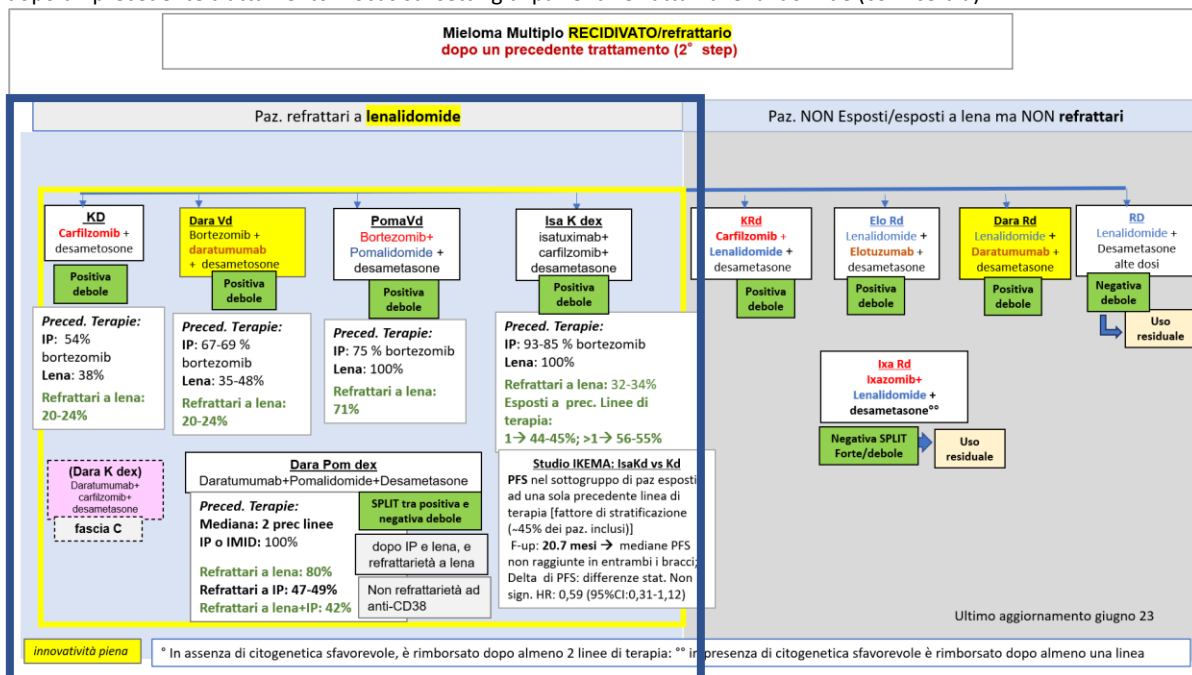 Mieloma Multiplo RECIDIVATO/refrattario
dopo un precedente trattamento (2° step)
Paz. refrattari a lenalidomide
Paz. NON Esposti/esposti a lena ma NON refrattari
KD
Carfilzomib +
desametosone
Positiva
debole
Preced. Terapie:
IP: 54%
bortezomib
Lena: 38%
Refrattari a lena:
20-24%
Dara Vd
Bortezomib +
daratumumab
+ desametosone
Positiva
debole
Preced. Terapie:
IP: 67-69 %
bortezomib
Lena: 35-48%
Refrattari a lena:
20-24%
PomaVd
Bortezomib+
Pomalidomide +
desametasone
Positiva
debole
Preced. Terapie:
IP: 75 % bortezomib
Lena: 100%
Refrattari a lena:
71%
Isa K dex
isatuximab+
carfilzomib+
desametasone
Positiva
debole
Preced. Terapie:
IP: 93-85 % bortezomib
Lena: 100%
Refrattari a lena: 32-34%
Esposti a prec. Linee di
terapia:
1→ 44-45%; >1→ 56-55%
KRd
Carfilzomib +
Lenalidomide +
desametasone
Positiva
debole
Elo Rd
Lenalidomide +
Elotuzumab +
desametasone
Positiva
debole
Dara Rd
Lenalidomide +
Daratumumab +
desametasone
Positiva
debole
RD
Lenalidomide +
Desametasone
alte dosi
Negativa
debole
Uso
residuale
Ixa Rd
Ixazomib+
Lenalidomide +
desametasone°°
Negativa SPLIT
Forte/debole
Uso
residuale
(Dara K dex)
Daratumumab+
carfilzomib+
desametasone
fascia C
Dara Pom dex
Daratumumab+Pomalidomide+Desametasone
Preced. Terapie:
Mediana: 2 prec linee
IP o IMID: 100%
Refrattari a lena: 80%
Refrattari a IP: 47-49%
Refrattari a lena+IP: 42%
SPLIT tra positiva e
negativa debole
dopo IP e lena, e
refrattarietà a lena
Non refrattarietà ad
anti-CD38
Studio IKEMA: IsaKd vs Kd
PFS nel sottogruppo di paz esposti
ad una sola precedente linea di
terapia [fattore di stratificazione
(~45% dei paz. inclusi)]
F-up: 20.7 mesi → mediane PFS
non raggiunte in entrambi i bracci;
Delta di PFS: differenze stat. Non
sign. HR: 0,59 (95%CI:0,31-1,12)
Ultimo aggiornamento giugno 23
innovatività piena
° In assenza di citogenetica sfavorevole, è rimborsato dopo almeno 2 linee di terapia: °° in presenza di citogenetica sfavorevole è rimborsato dopo almeno una linea